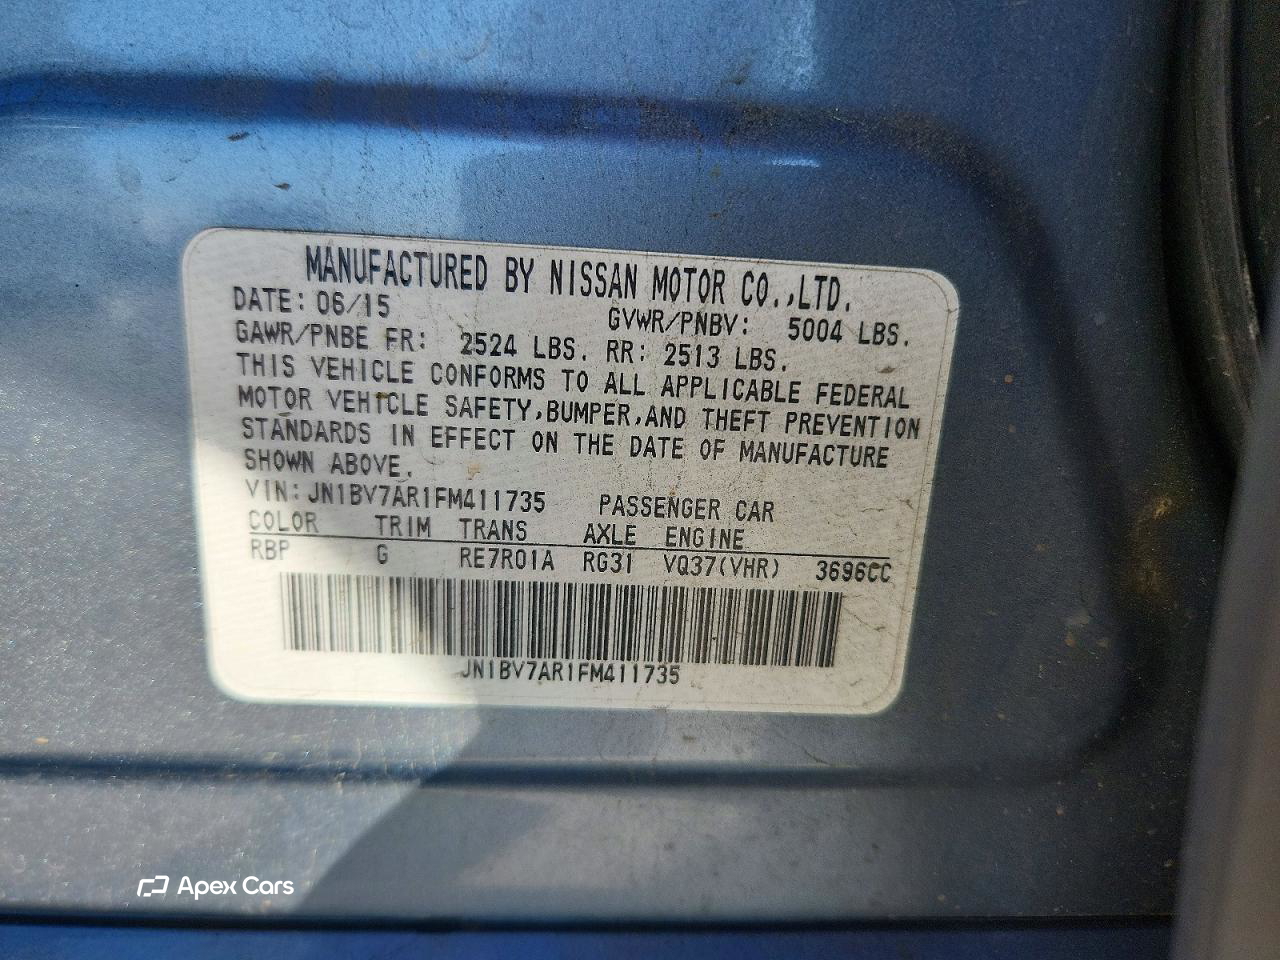 MANUFACTURED BY NISSAN MOTOR CO.,LTD.
DATE: 06/15 GVWR/PNBV: 5004 LBS.
GAWR/PNBE FR: 2524 LBS. RR: 2513 LBS.
THIS VEHICLE CONFORMS TO ALL APPLICABLE FEDERAL
MOTOR VEHICLE SAFETY,BUMPER,AND THEFT PREVENTION
STANDARDS IN EFFECT ON THE DATE OF MANUFACTURE
SHOWN ABOVE.
VIN: JN1BV7AR1FM411735 PASSENGER CAR
COLOR TRIM TRANS AXLE ENGINE
RBP G RE7R01A RG31 VQ37(VHR) 3696CC
JN1BV7AR1FM411735
Apex Cars